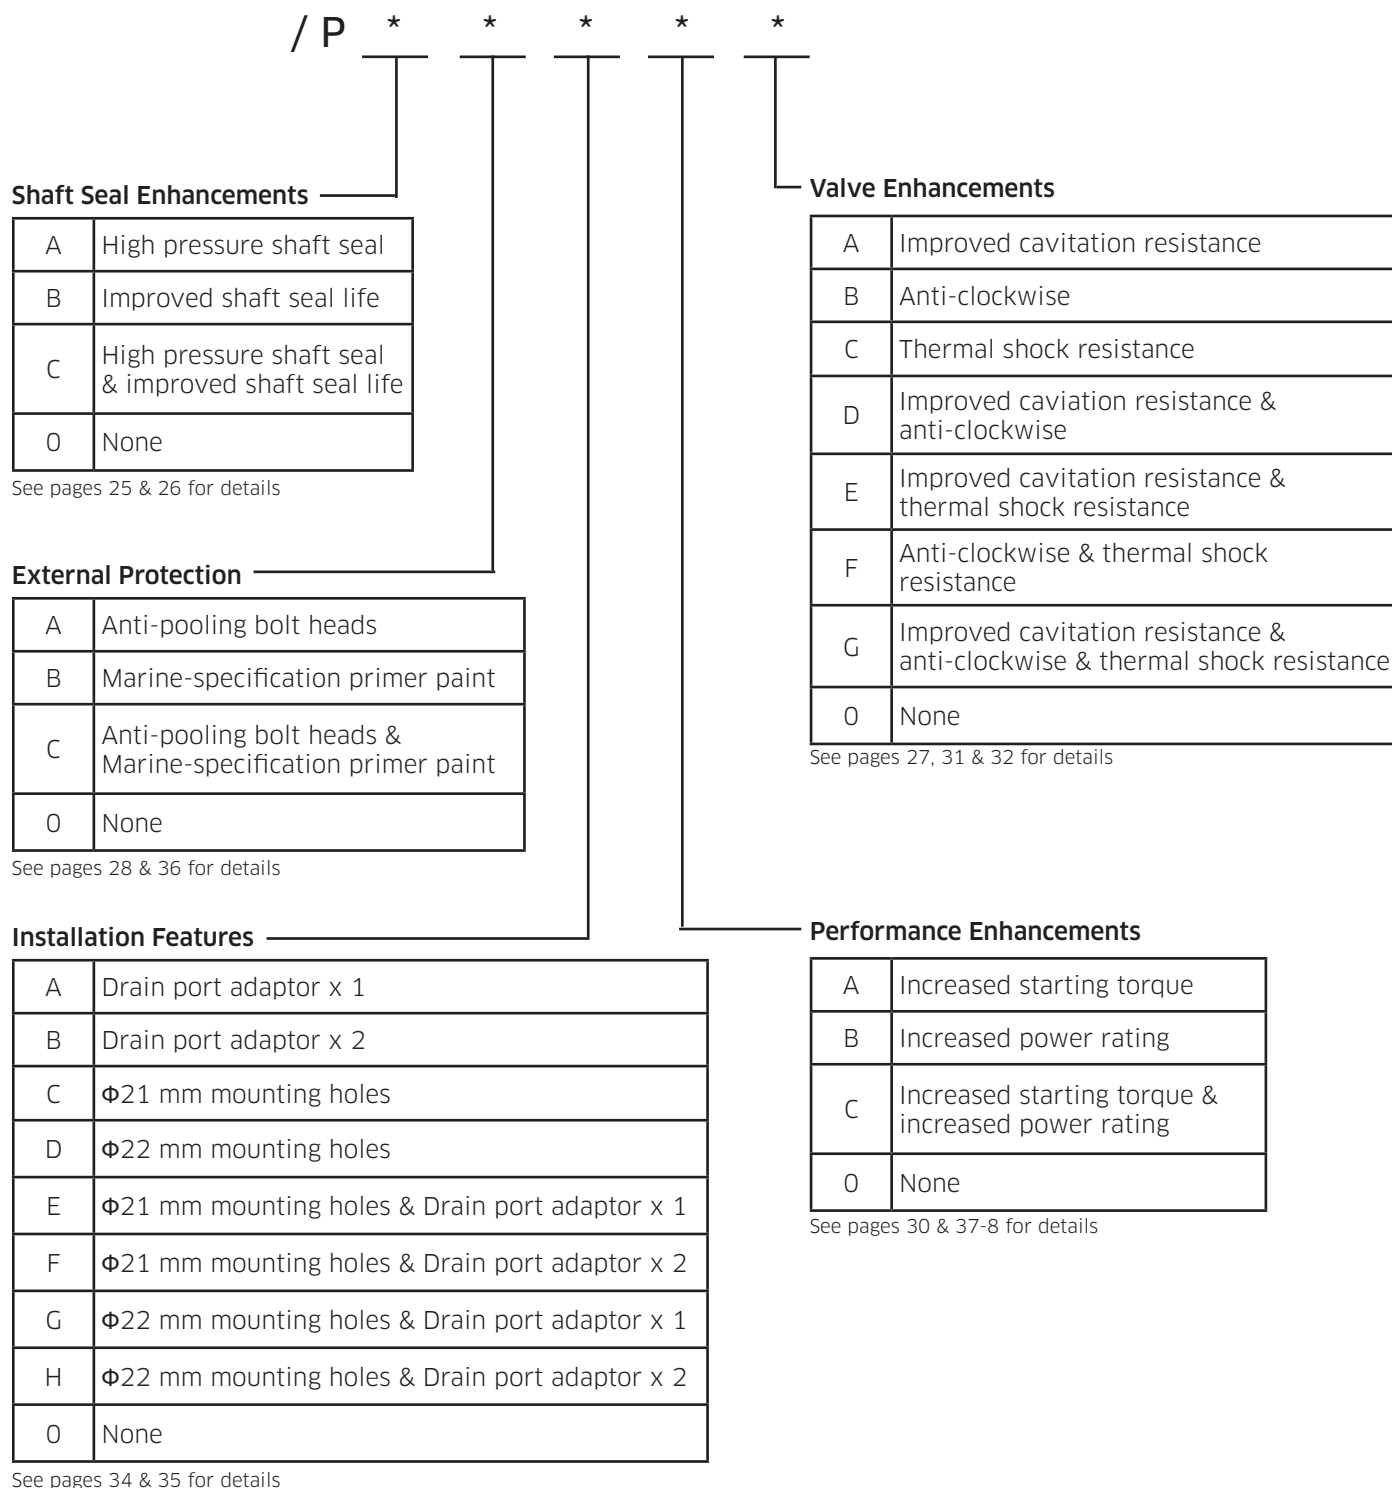 / P * * * * *
Shaft Seal Enhancements
A High pressure shaft seal
B Improved shaft seal life
C High pressure shaft seal
& improved shaft seal life
0 None
See pages 25 & 26 for details
External Protection
A Anti-pooling bolt heads
B Marine-specification primer paint
C Anti-pooling bolt heads &
Marine-specification primer paint
0 None
See pages 28 & 36 for details
Installation Features
A Drain port adaptor x 1
B Drain port adaptor x 2
C Φ21 mm mounting holes
D Φ22 mm mounting holes
E Φ21 mm mounting holes & Drain port adaptor x 1
F Φ21 mm mounting holes & Drain port adaptor x 2
G Φ22 mm mounting holes & Drain port adaptor x 1
H Φ22 mm mounting holes & Drain port adaptor x 2
0 None
See pages 34 & 35 for details
Valve Enhancements
A Improved cavitation resistance
B Anti-clockwise
C Thermal shock resistance
D Improved caviation resistance &
anti-clockwise
E Improved cavitation resistance &
thermal shock resistance
F Anti-clockwise & thermal shock
resistance
G Improved cavitation resistance &
anti-clockwise & thermal shock resistance
0 None
See pages 27, 31 & 32 for details
Performance Enhancements
A Increased starting torque
B Increased power rating
C Increased starting torque &
increased power rating
0 None
See pages 30 & 37-8 for details